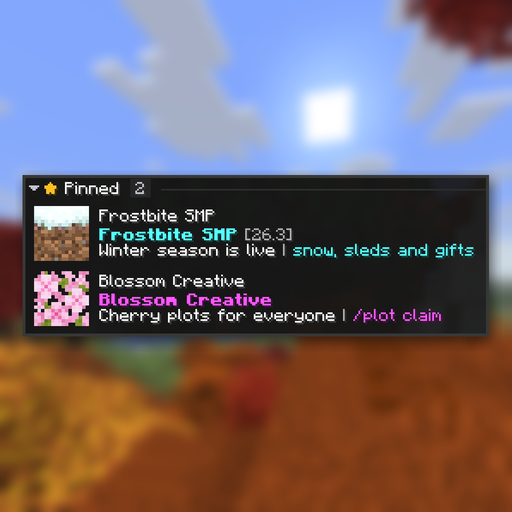 Pinned 2
Frostbite SMP
Frostbite SMP [26.3]
Winter season is live | snow, sleds and gifts
Blossom Creative
Blossom Creative
Cherry plots for everyone | /plot claim